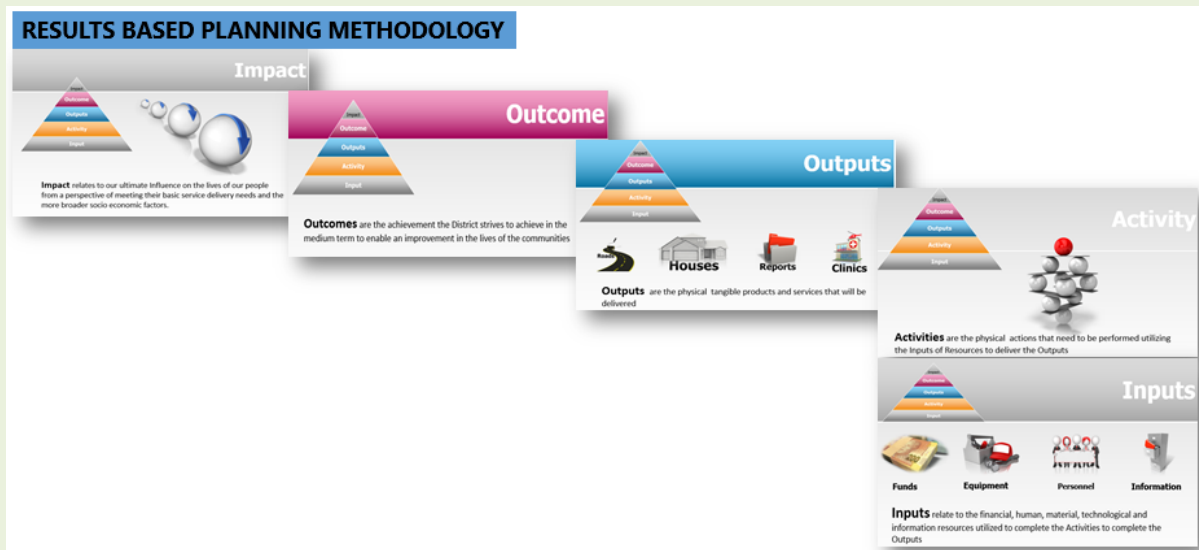 RESULTS BASED PLANNING METHODOLOGY
Impact
Impact
Outcome
Outputs
Activity
Input
Impact relates to our ultimate Influence on the lives of our people
from a perspective of meeting their basic service delivery needs and the
more broader socio economic factors.
Outcome
Impact
Outcome
Outputs
Activity
Input
Outcomes are the achievement the District strives to achieve in the
medium term to enable an improvement in the lives of the communities
Outputs
Impact
Outcome
Outputs
Activity
Input
Roads
Houses
Reports
Clinics
Outputs are the physical tangible products and services that will be
delivered
Activity
Impact
Outcome
Outputs
Activity
Input
Activities are the physical actions that need to be performed utilizing
the Inputs of Resources to deliver the Outputs
Inputs
Impact
Outcome
Outputs
Activity
Input
Funds
Equipment
Personnel
Information
Inputs relate to the financial, human, material, technological and
information resources utilized to complete the Activities to complete the
Outputs